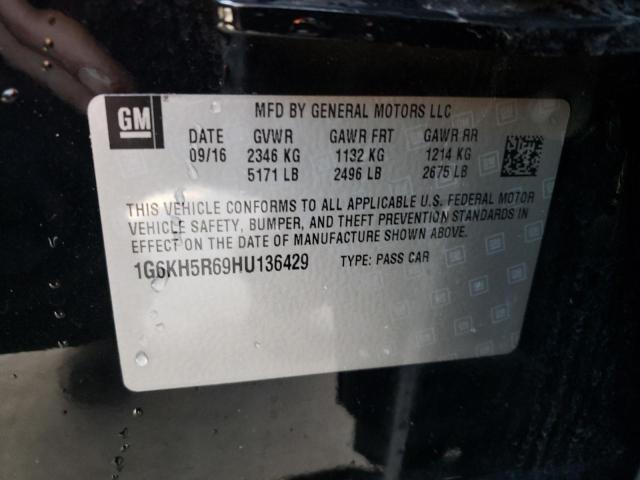 GM
MFD BY GENERAL MOTORS LLC
DATE GVWR GAWR FRT GAWR RR
09/16 2346 KG 1132 KG 1214 KG
5171 LB 2496 LB 2675 LB
THIS VEHICLE CONFORMS TO ALL APPLICABLE U.S. FEDERAL MOTOR
VEHICLE SAFETY, BUMPER, AND THEFT PREVENTION STANDARDS IN
EFFECT ON THE DATE OF MANUFACTURE SHOWN ABOVE.
1G6KH5R69HU136429 TYPE: PASS CAR